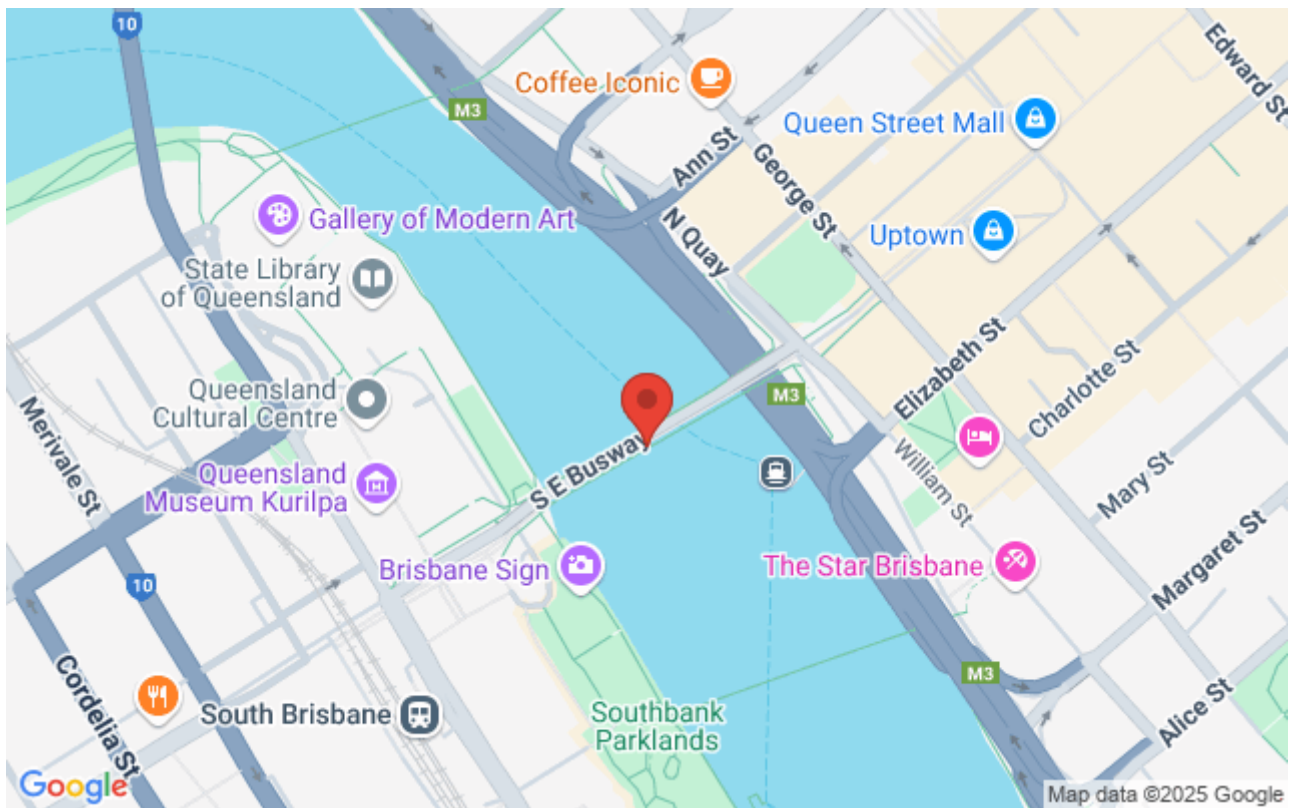 10
Edward St
Coffee Iconic
M3
Queen Street Mall
Ann St
George St
Gallery of Modern Art
N Quay
Uptown
State Library
of Queensland
Elizabeth St
Charlotte St
Queensland
Cultural Centre
M3
Merivale St
S E Busway
William St
Queensland
Museum Kurilpa
Mary St
Brisbane Sign
The Star Brisbane
Margaret St
10
M3
Cordelia St
South Brisbane
Southbank
Parklands
Alice St
Google
Map data ©2025 Google